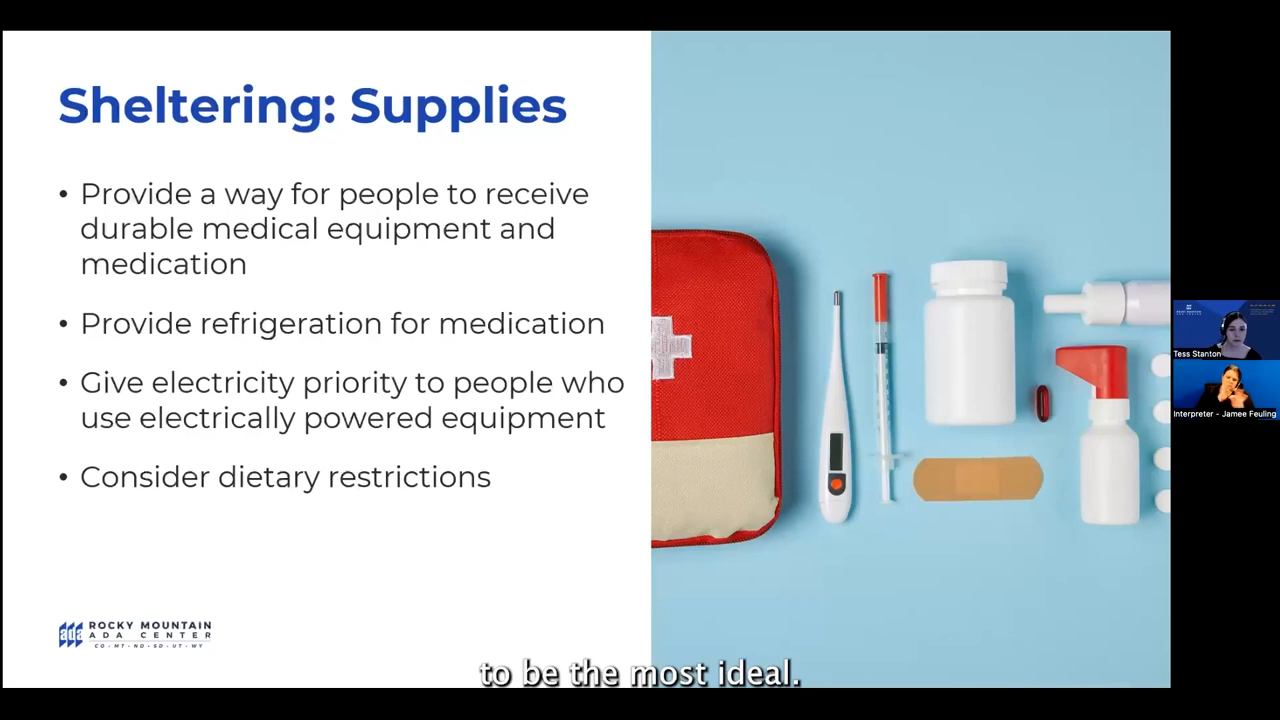 Sheltering: Supplies
• Provide a way for people to receive
durable medical equipment and
medication
• Provide refrigeration for medication
• Give electricity priority to people who
use electrically powered equipment
• Consider dietary restrictions
ada ROCKY MOUNTAIN
ADA CENTER
CO • MT • ND • SD • UT • WY
to be the most ideal.
Tess Stanton
Interpreter - Jamee Feuling